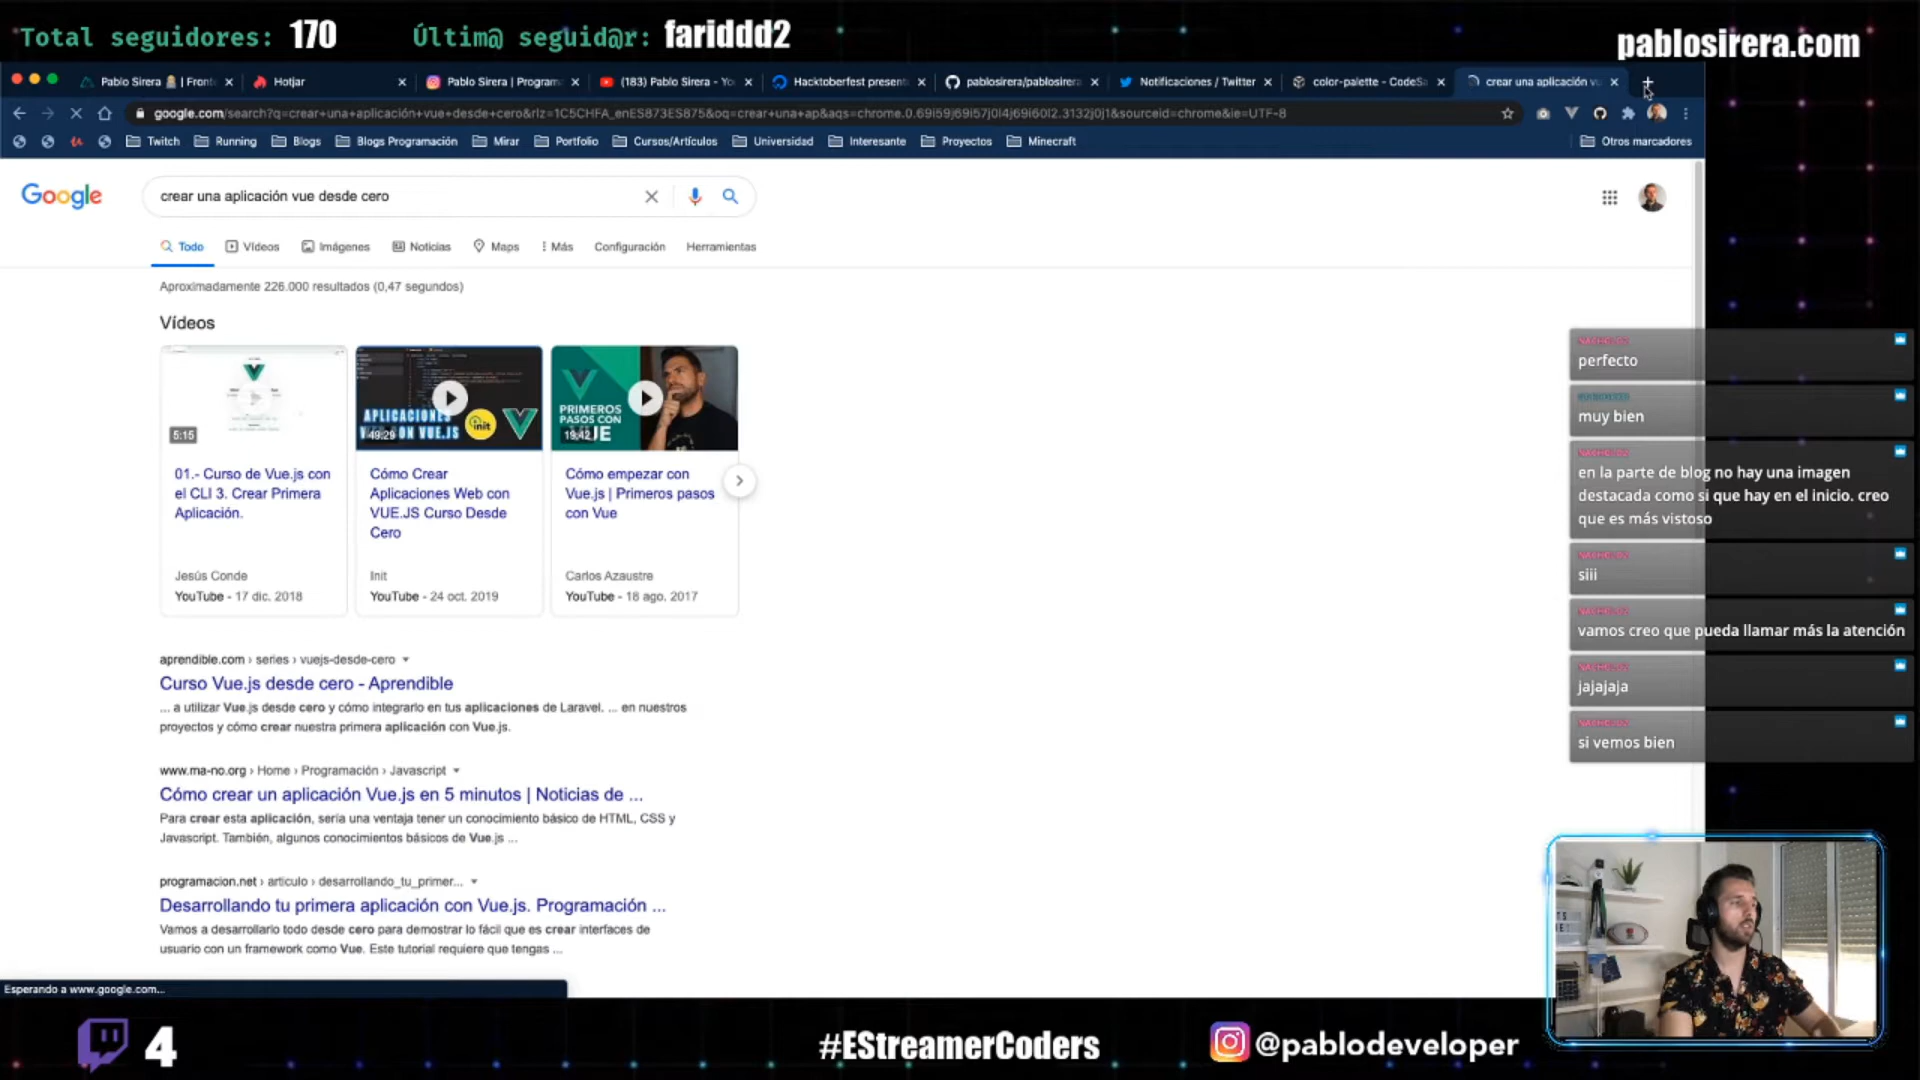 Total seguidores: 170
Últim@ seguid@r: fariddd2
pablosirera.com
Pablo Sirera | Front
Hotjar
Pablo Sirera | Program
(183) Pablo Sirera - Yo
Hacktoberfest present
pablosirera/pablosirera
Notificaciones / Twitter
color-palette - CodeSa
crear una aplicación vu
google.com/search?q=crear+una+aplicación+vue+desde+cero&rlz=1C5CHFA_enES873ES875&oq=crear+una+ap&aqs=chrome.0.69i59j69i57j0l4j69i60l2.3132j0j1&sourceid=chrome&ie=UTF-8
Twitch
Running
Blogs
Blogs Programación
Mirar
Portfolio
Cursos/Artículos
Universidad
Interesante
Proyectos
Minecraft
Otros marcadores
Google
crear una aplicación vue desde cero
Todo
Vídeos
Imágenes
Noticias
Maps
Más
Configuración
Herramientas
Aproximadamente 226.000 resultados (0,47 segundos)
Vídeos
5:15
APLICACIONES
WEB CON VUE.JS
init
49:29
PRIMEROS
PASOS CON
VUE
19:42
01.- Curso de Vue.js con
el CLI 3. Crear Primera
Aplicación.
Jesús Conde
YouTube - 17 dic. 2018
Cómo Crear
Aplicaciones Web con
VUE.JS Curso Desde
Cero
Init
YouTube - 24 oct. 2019
Cómo empezar con
Vue.js | Primeros pasos
con Vue
Carlos Azaustre
YouTube - 18 ago. 2017
aprendible.com › series › vuejs-desde-cero
Curso Vue.js desde cero - Aprendible
... a utilizar Vue.js desde cero y cómo integrarlo en tus aplicaciones de Laravel. ... en nuestros
proyectos y cómo crear nuestra primera aplicación con Vue.js.
www.ma-no.org › Home › Programación › Javascript
Cómo crear un aplicación Vue.js en 5 minutos | Noticias de ...
Para crear esta aplicación, sería una ventaja tener un conocimiento básico de HTML, CSS y
Javascript. También, algunos conocimientos básicos de Vue.js ...
programacion.net › articulo › desarrollando_tu_primer...
Desarrollando tu primera aplicación con Vue.js. Programación ...
Vamos a desarrollarlo todo desde cero para demostrar lo fácil que es crear interfaces de
usuario con un framework como Vue. Este tutorial requiere que tengas ...
Esperando a www.google.com...
perfecto
muy bien
en la parte de blog no hay una imagen
destacada como si que hay en el inicio. creo
que es más vistoso
siii
vamos creo que pueda llamar más la atención
jajajaja
si vemos bien
4
#EStreamerCoders
@pablodeveloper